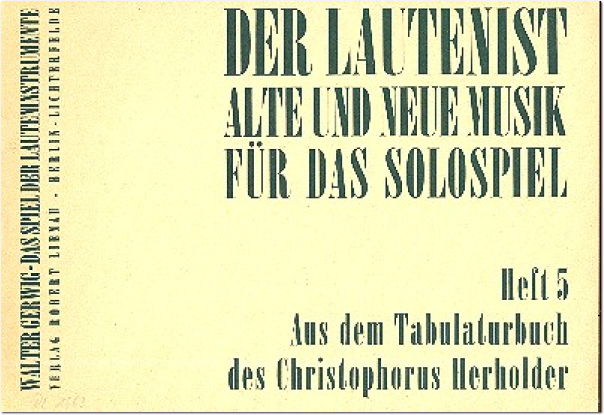 DER LAUTENIST
ALTE UND NEUE MUSIK
FÜR DAS SOLOSPIEL
Heft 5
Aus dem Tabulaturbuch
des Christophorus Herholder
WALTER GERWIG-DAS SPIEL DER LAUTENINSTRUMENTE
VERLAG ROBERT LIENAU - BERLIN-LICHTERFELDE